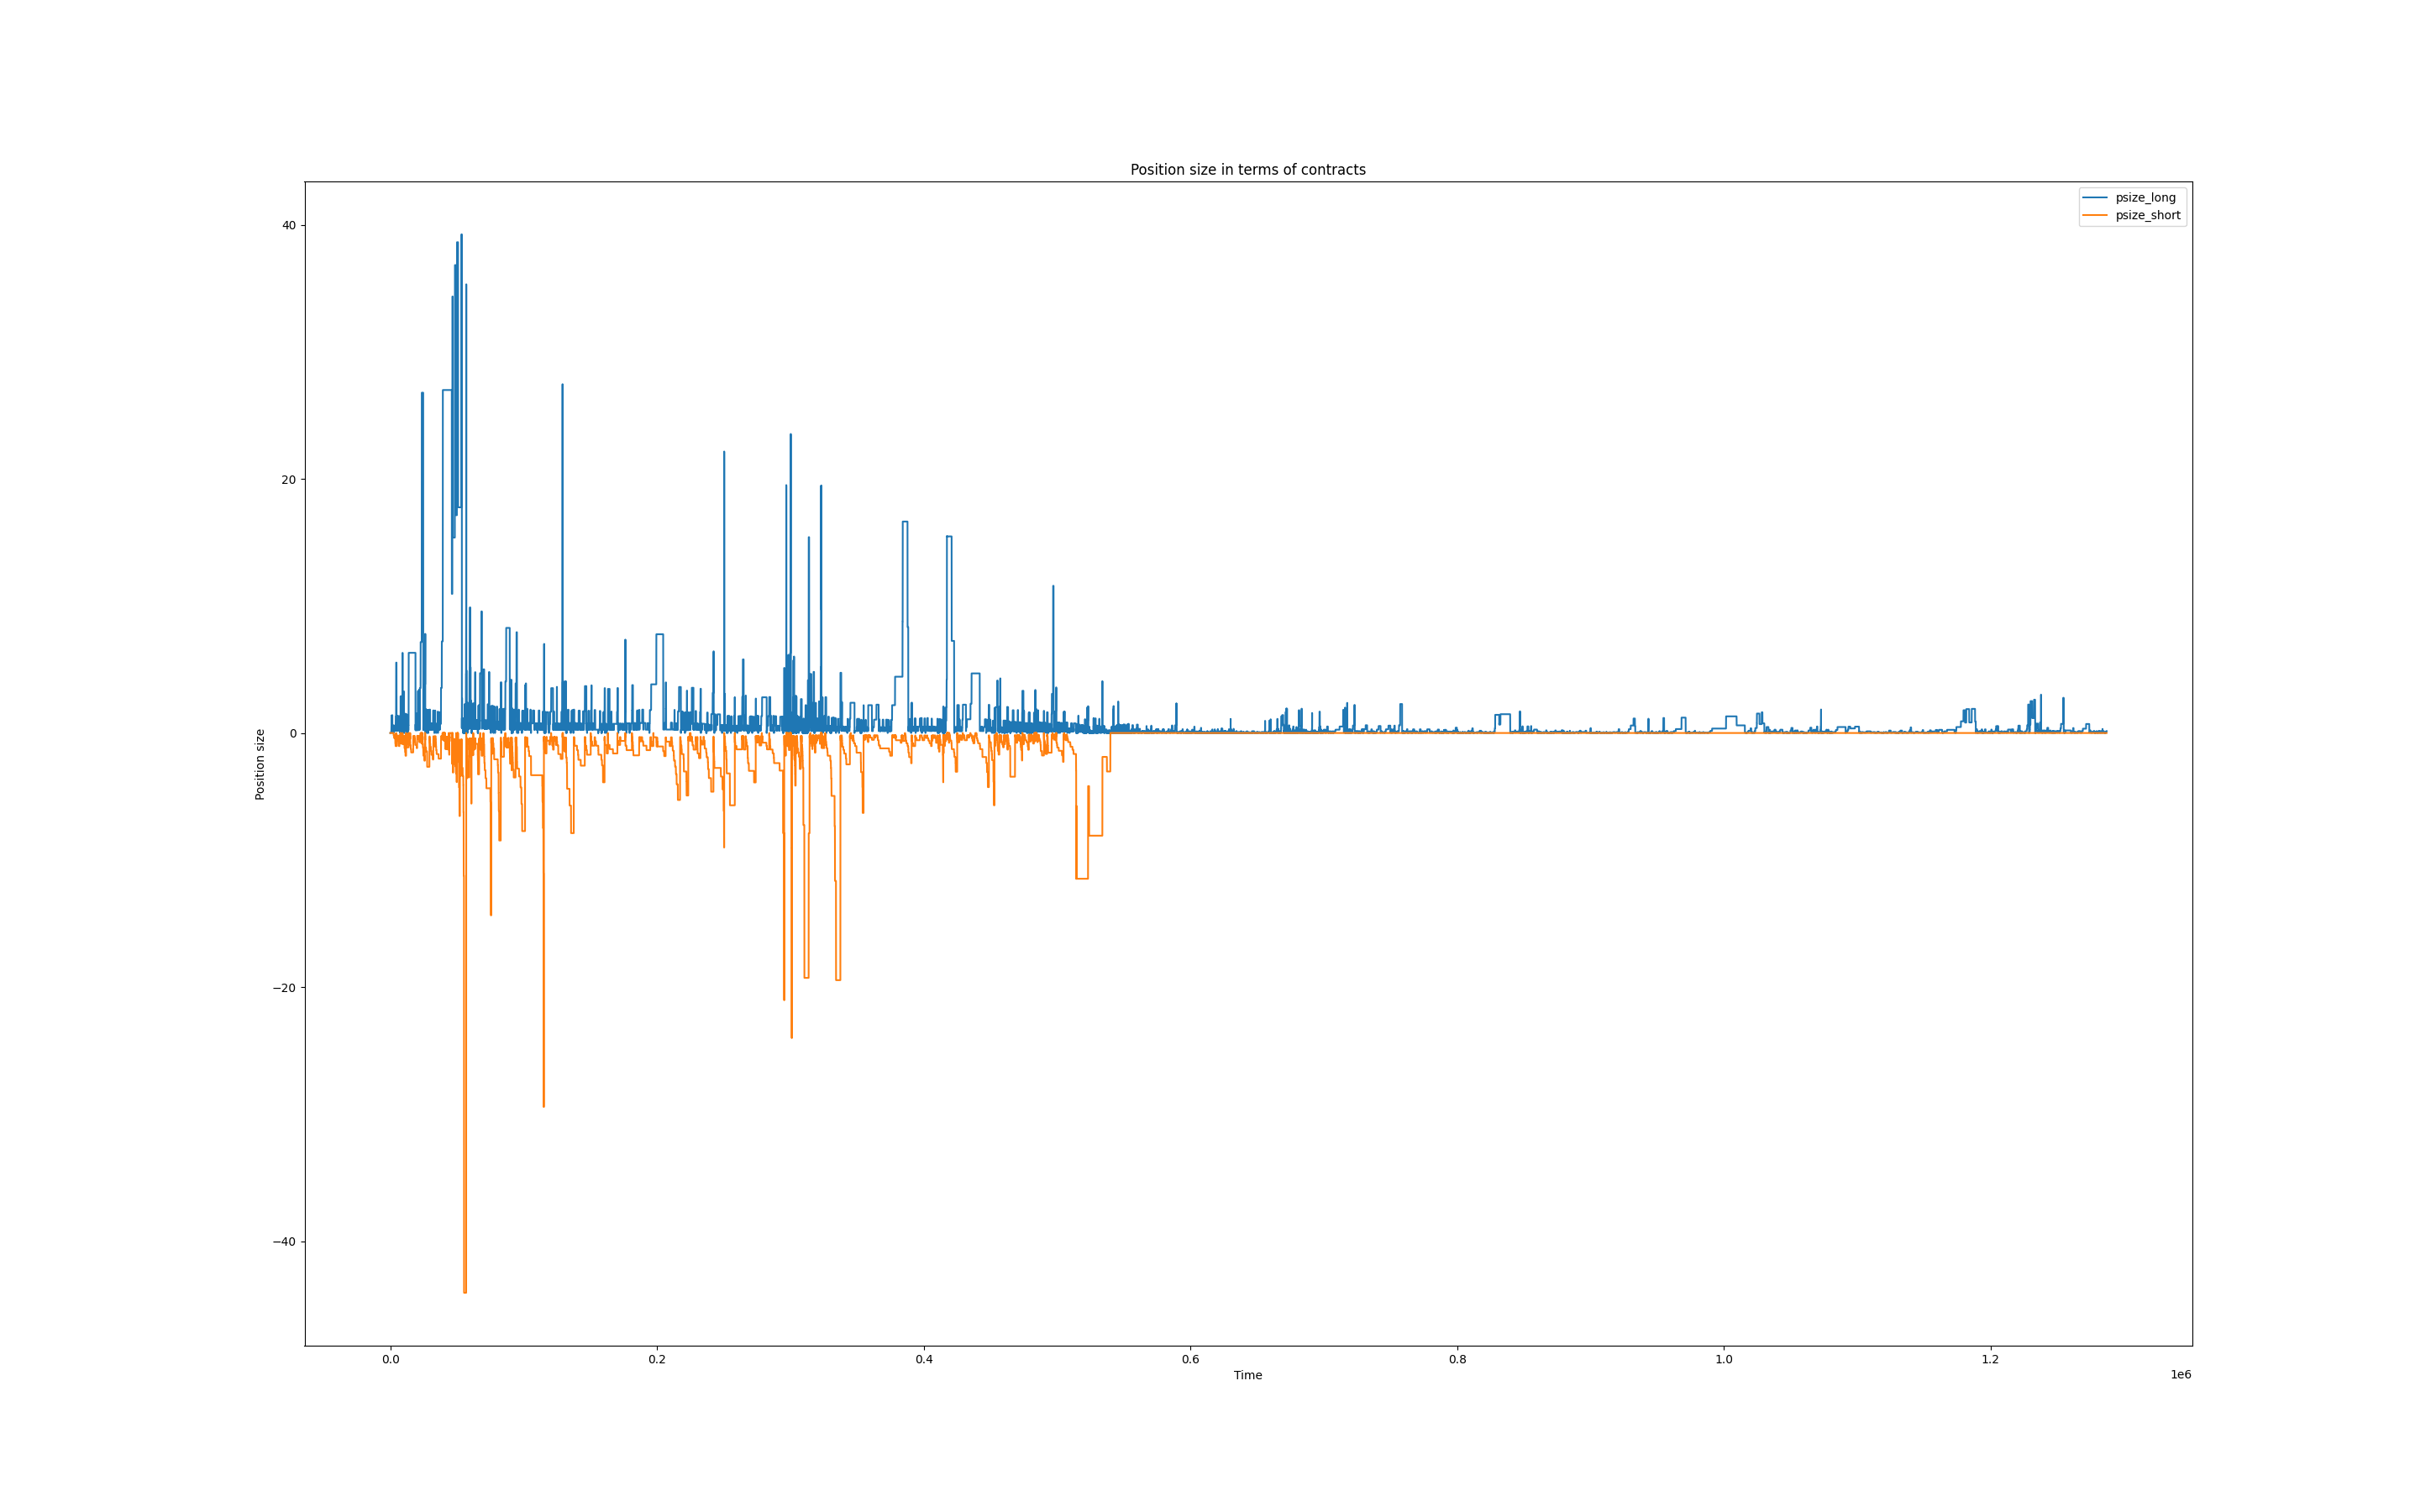 Position size in terms of contracts
psize_long
psize_short
40
20
0
−20
−40
Position size
0.0
0.2
0.4
0.6
0.8
1.0
1.2
1e6
Time